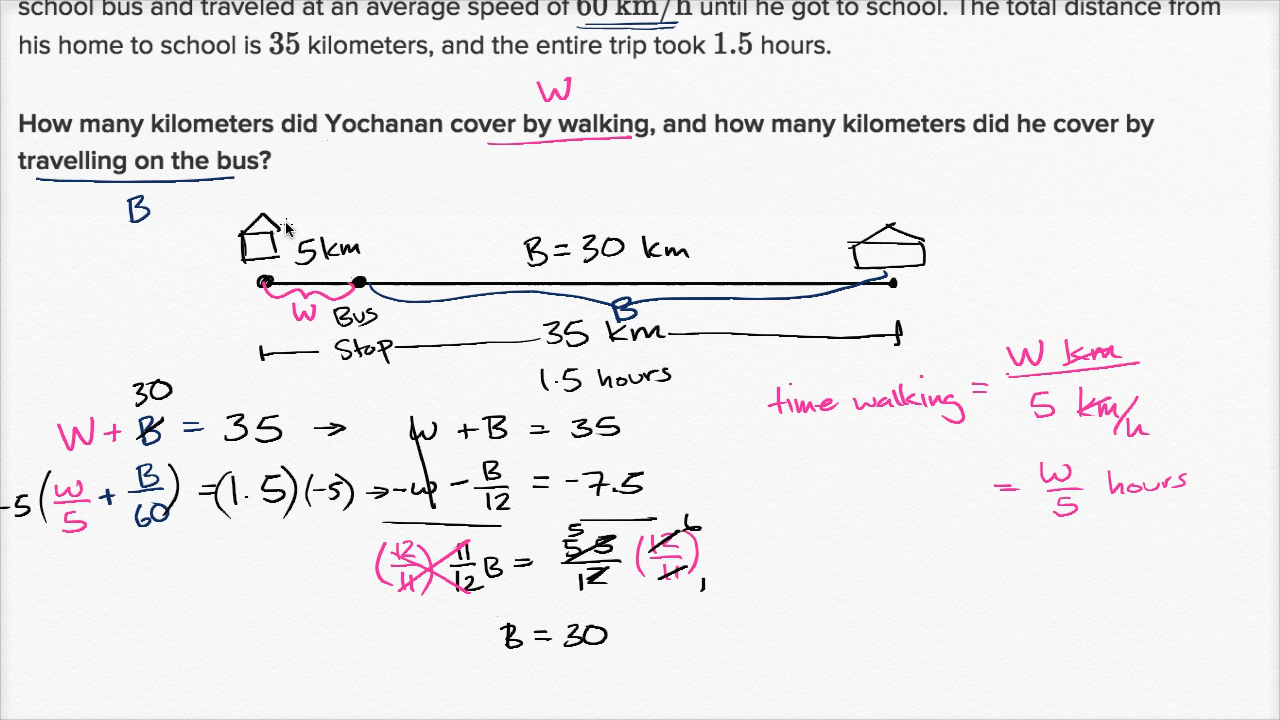 school bus and traveled at an average speed of 60 km/h until he got to school. The total distance from
his home to school is 35 kilometers, and the entire trip took 1.5 hours.
W
How many kilometers did Yochanan cover by walking, and how many kilometers did he cover by
travelling on the bus?
B
5km B = 30 km
W Bus B
Stop 35 km
1.5 hours
time walking = W km / 5 km/h
= W/5 hours
30
W + B = 35 → W + B = 35
-5(W/5 + B/60) = (1.5)(-5) → -W - B/12 = -7.5
(12/11) 11/12 B = 55/12 (12/11)
5 6
1
B = 30